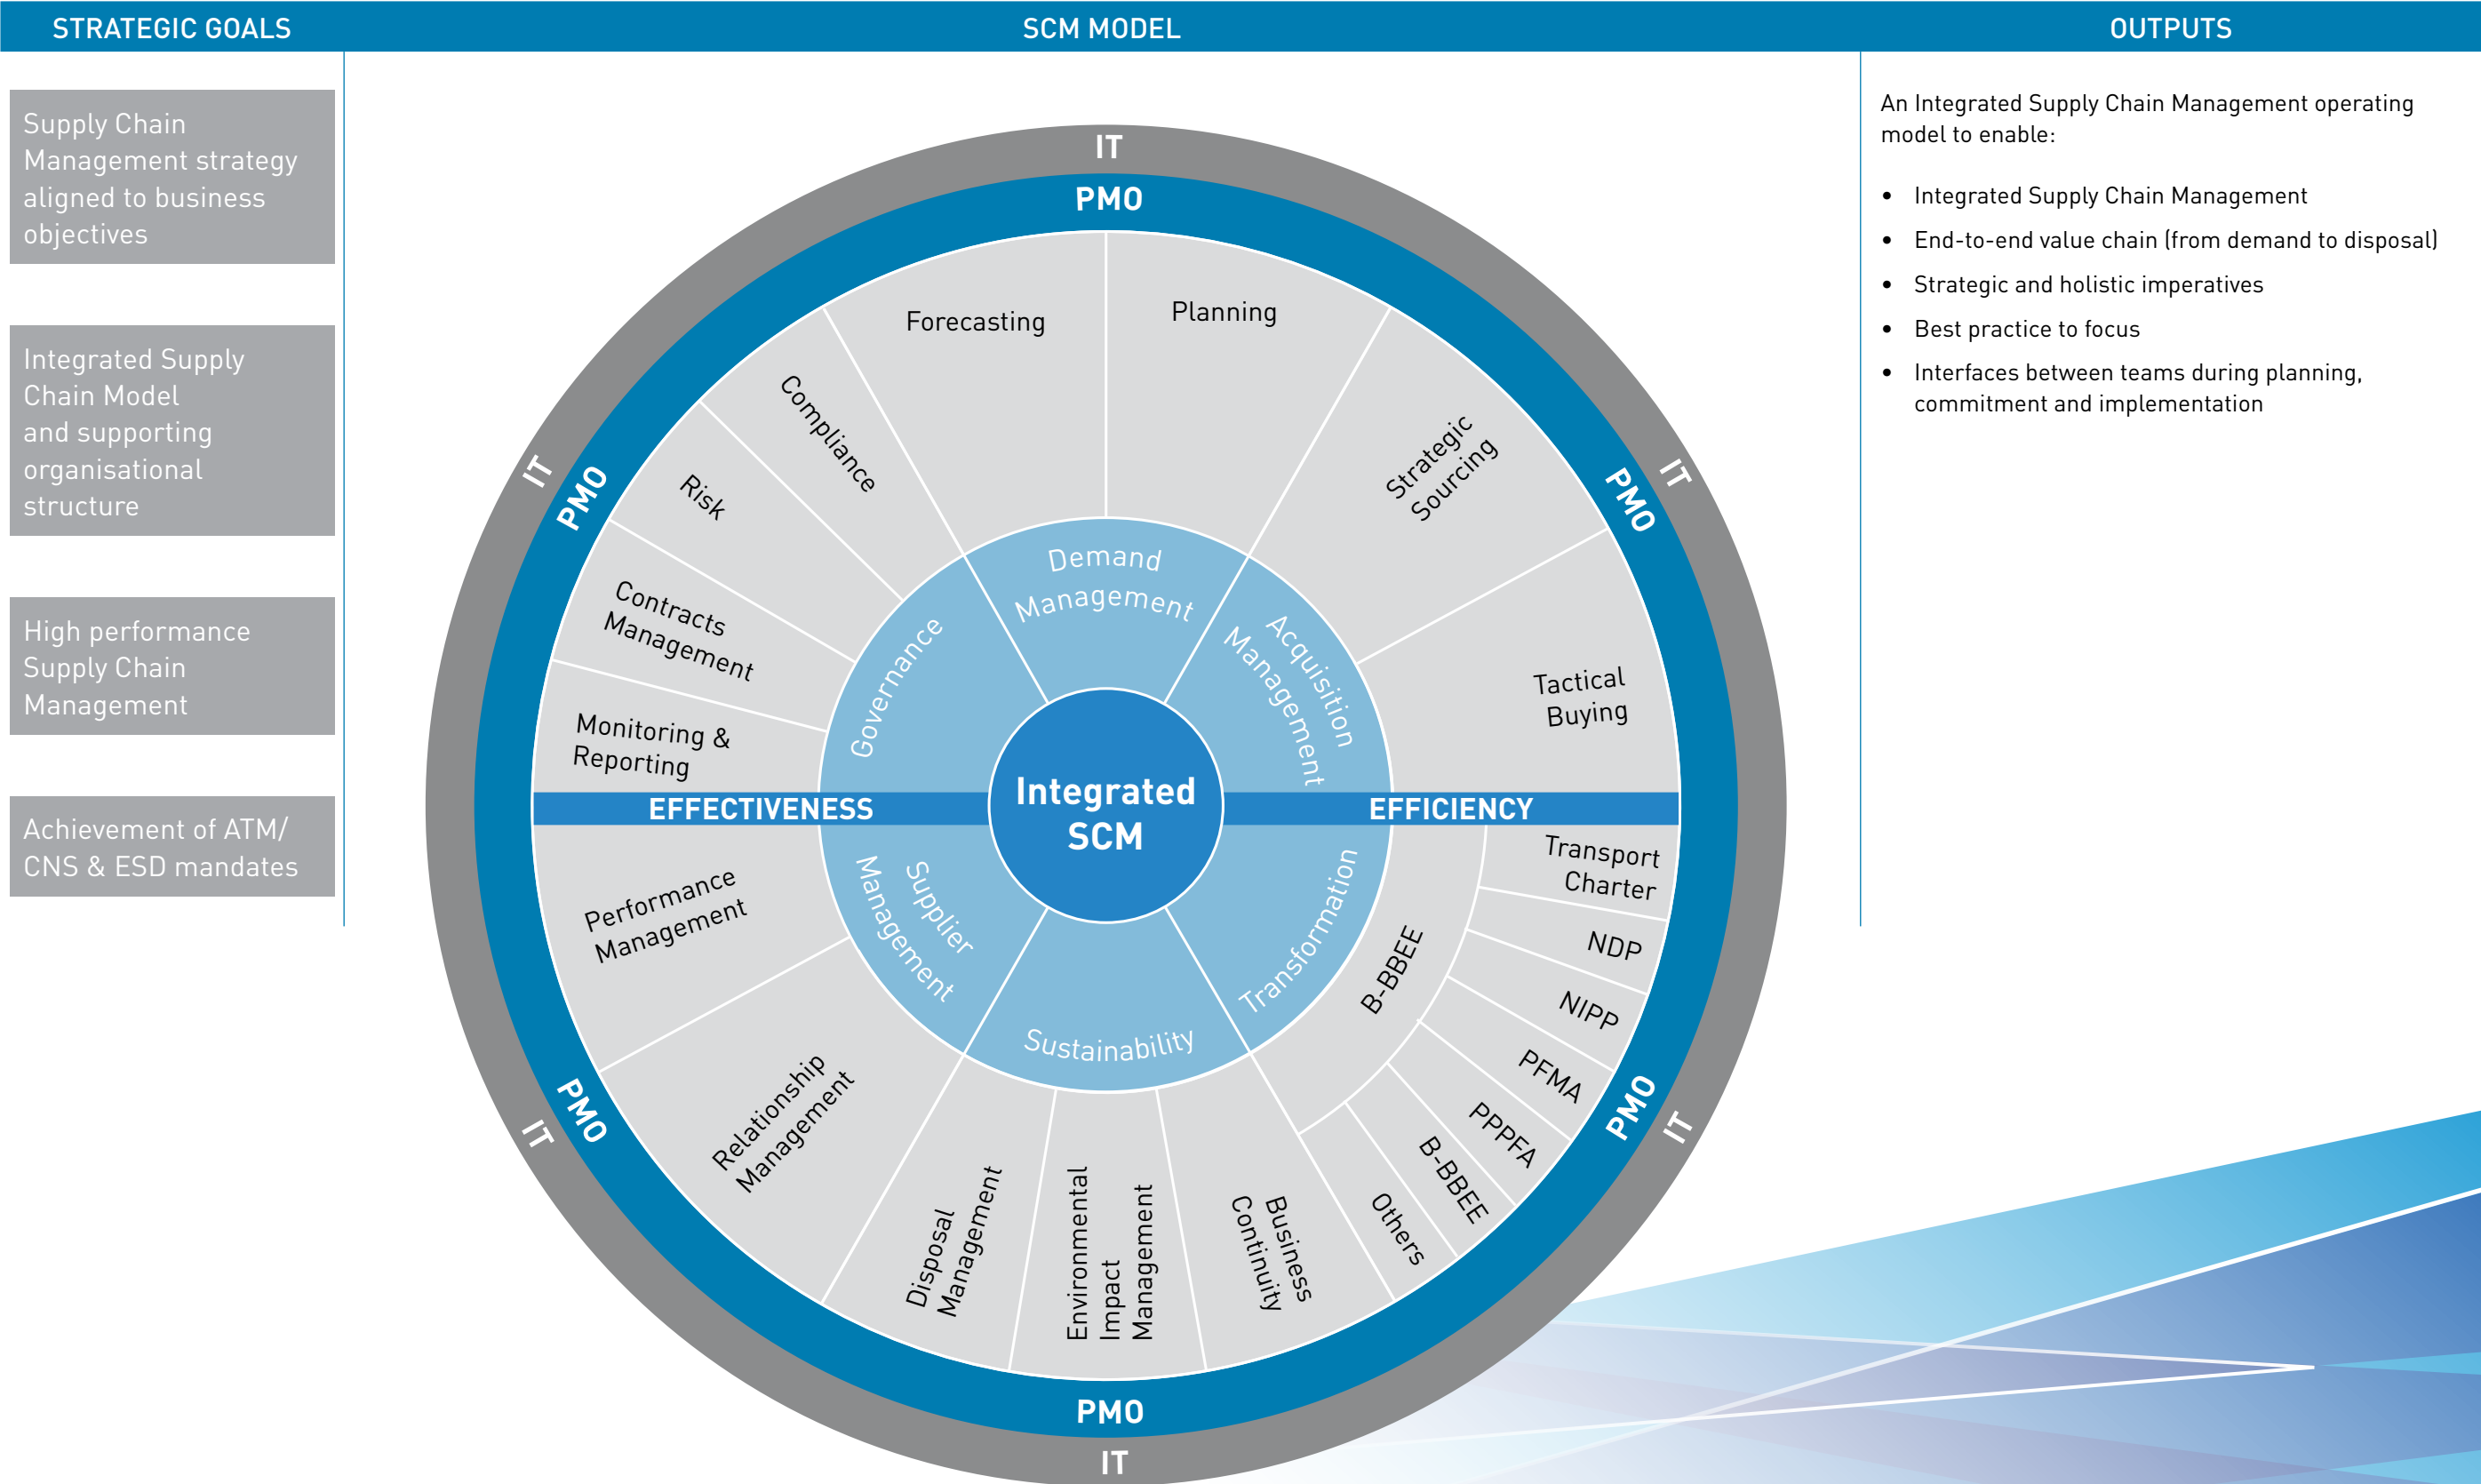 STRATEGIC GOALS
SCM MODEL
OUTPUTS
Supply Chain
Management strategy
aligned to business
objectives
Integrated Supply
Chain Model
and supporting
organisational
structure
High performance
Supply Chain
Management
Achievement of ATM/
CNS & ESD mandates
IT
PMO
IT
PMO
IT
PMO
IT
PMO
IT
PMO
IT
PMO
Forecasting
Planning
Strategic
Sourcing
Tactical
Buying
Transport
Charter
NDP
NIPP
PFMA
PPPFA
B-BBEE
Others
B-BBEE
Business
Continuity
Environmental
Impact
Management
Disposal
Management
Relationship
Management
Performance
Management
Monitoring &
Reporting
Contracts
Management
Risk
Compliance
Demand
Management
Acquisition
Management
Transformation
Sustainability
Supplier
Management
Governance
EFFECTIVENESS
Integrated
SCM
EFFICIENCY
An Integrated Supply Chain Management operating
model to enable:
• Integrated Supply Chain Management
• End-to-end value chain (from demand to disposal)
• Strategic and holistic imperatives
• Best practice to focus
• Interfaces between teams during planning,
commitment and implementation